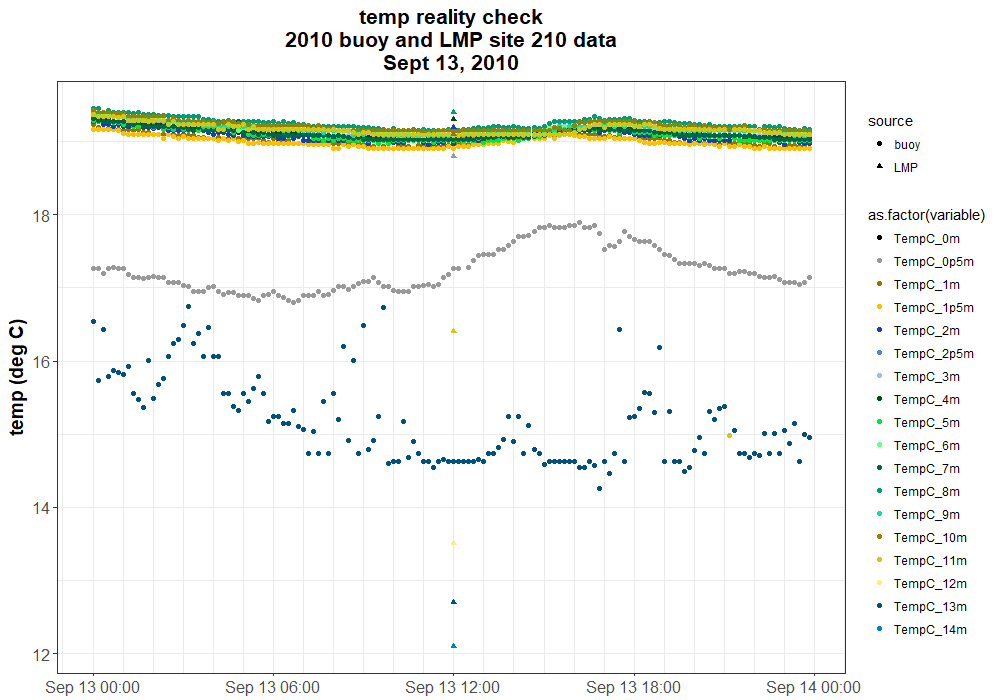 temp reality check
2010 buoy and LMP site 210 data
Sept 13, 2010
temp (deg C)
18
16
14
12
Sep 13 00:00
Sep 13 06:00
Sep 13 12:00
Sep 13 18:00
Sep 14 00:00
source
buoy
LMP
as.factor(variable)
TempC_0m
TempC_0p5m
TempC_1m
TempC_1p5m
TempC_2m
TempC_2p5m
TempC_3m
TempC_4m
TempC_5m
TempC_6m
TempC_7m
TempC_8m
TempC_9m
TempC_10m
TempC_11m
TempC_12m
TempC_13m
TempC_14m